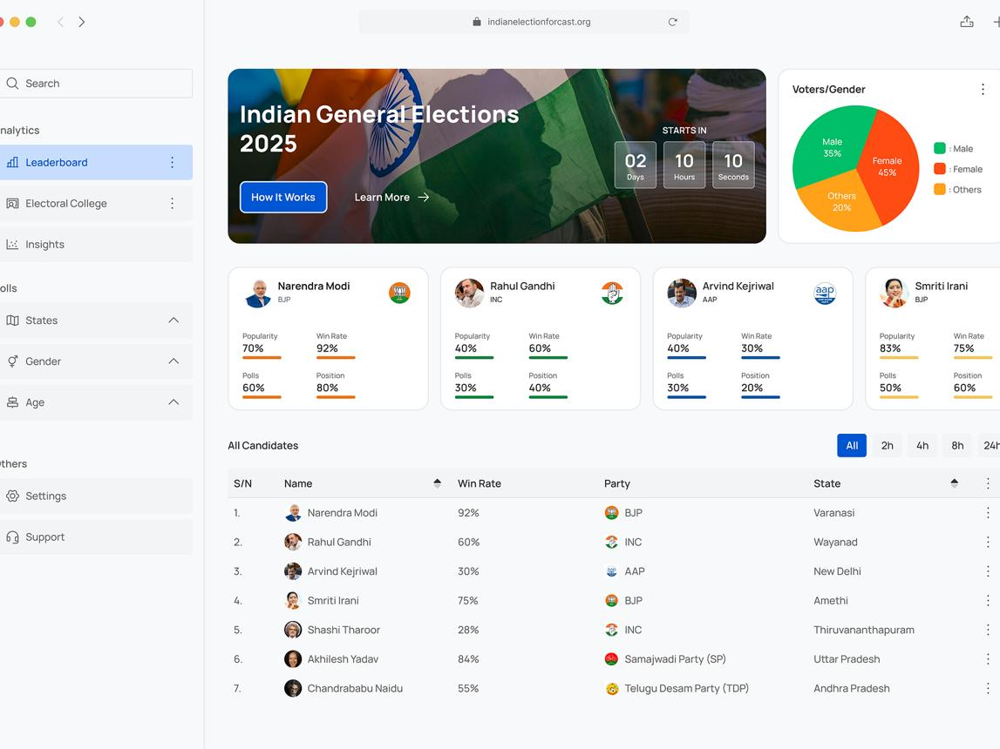 indianelectionforcast.org
Search
nalytics
Leaderboard
Electoral College
Insights
olls
States
Gender
Age
thers
Settings
Support
Indian General Elections
2025
How It Works
Learn More
STARTS IN
02
10
10
Days
Hours
Seconds
Voters/Gender
Male
35%
Female
45%
Others
20%
: Male
: Female
: Others
Narendra Modi
BJP
Popularity
Win Rate
70%
92%
Polls
Position
60%
80%
Rahul Gandhi
INC
Popularity
Win Rate
40%
60%
Polls
Position
30%
40%
Arvind Kejriwal
AAP
aap
Popularity
Win Rate
40%
30%
Polls
Position
30%
20%
Smriti Irani
BJP
Popularity
Win Rate
83%
75%
Polls
Position
50%
60%
All Candidates
All 2h 4h 8h 24h
S/N Name Win Rate Party State
1. Narendra Modi 92% BJP Varanasi
2. Rahul Gandhi 60% INC Wayanad
3. Arvind Kejriwal 30% AAP New Delhi
4. Smriti Irani 75% BJP Amethi
5. Shashi Tharoor 28% INC Thiruvananthapuram
6. Akhilesh Yadav 84% Samajwadi Party (SP) Uttar Pradesh
7. Chandrababu Naidu 55% Telugu Desam Party (TDP) Andhra Pradesh